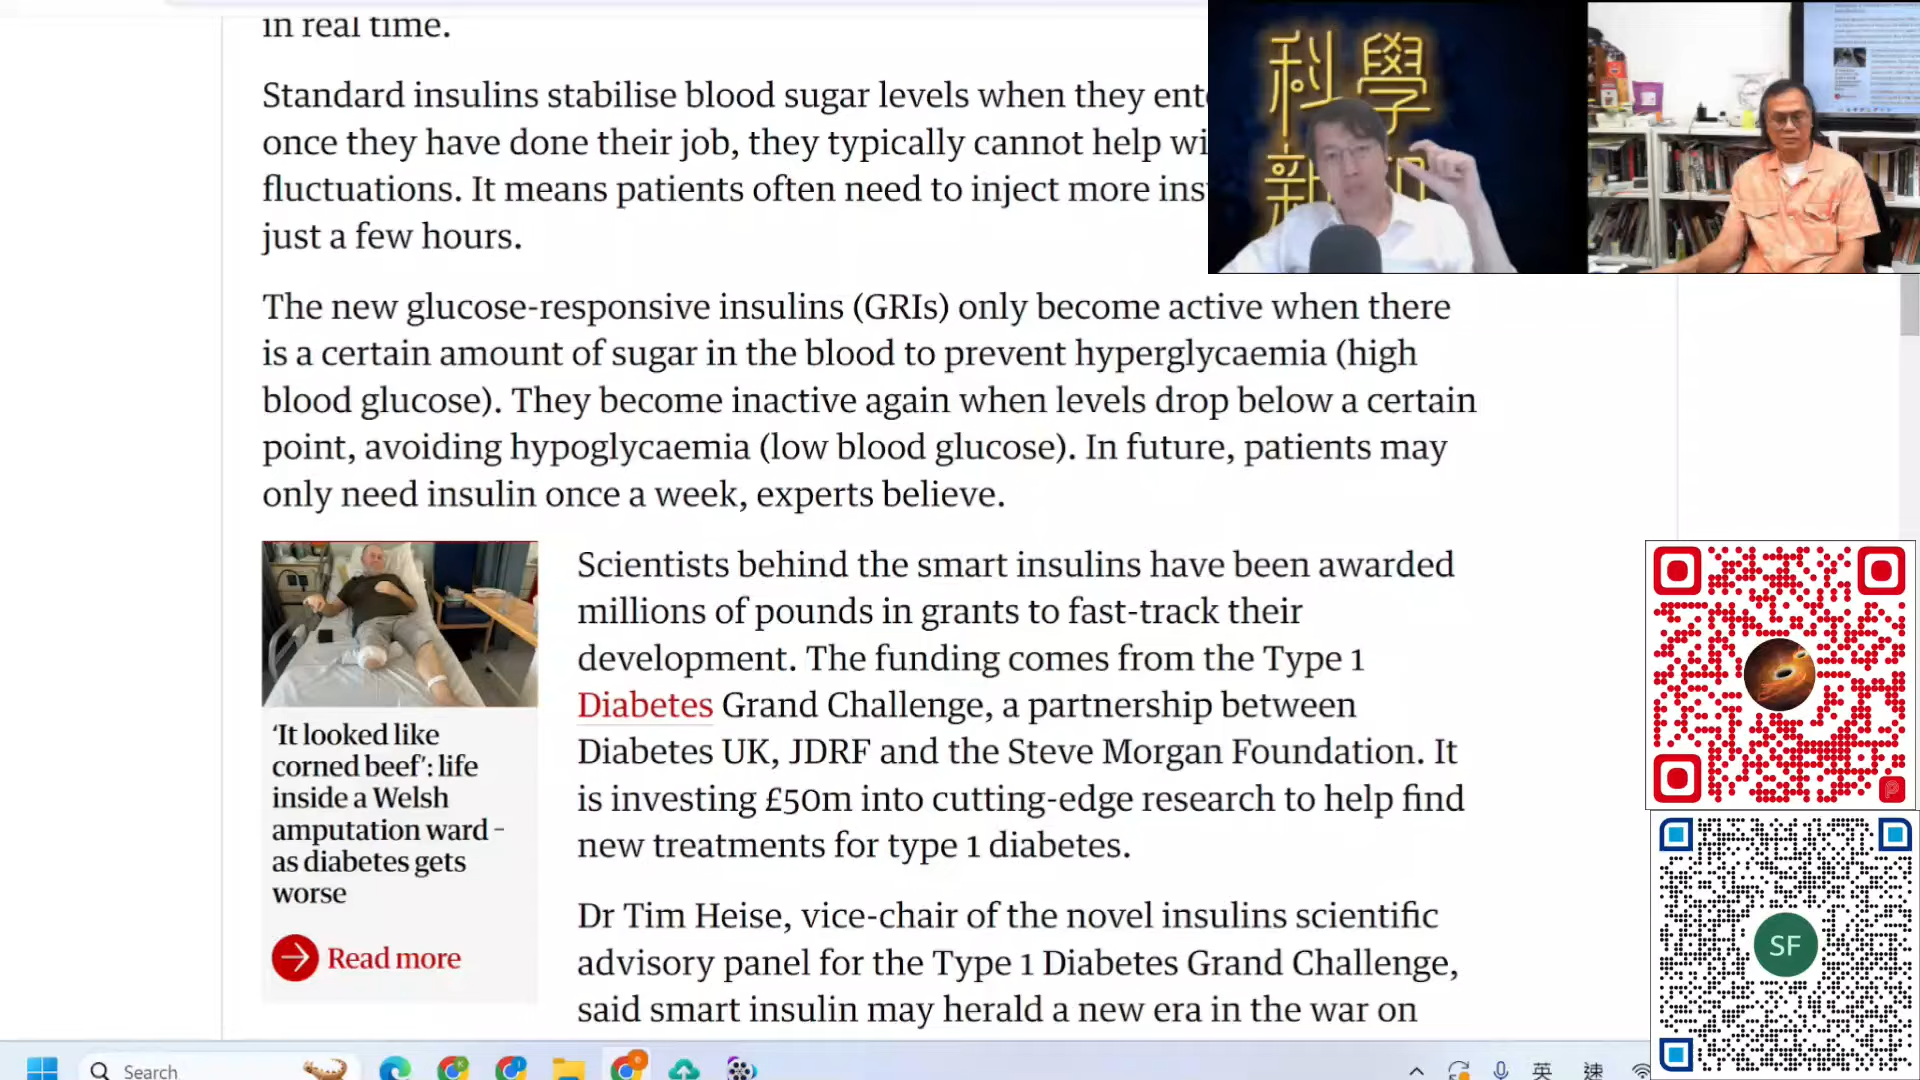 in real time.
Standard insulins stabilise blood sugar levels when they ent
once they have done their job, they typically cannot help wi
fluctuations. It means patients often need to inject more ins
just a few hours.
The new glucose-responsive insulins (GRIs) only become active when there
is a certain amount of sugar in the blood to prevent hyperglycaemia (high
blood glucose). They become inactive again when levels drop below a certain
point, avoiding hypoglycaemia (low blood glucose). In future, patients may
only need insulin once a week, experts believe.
Scientists behind the smart insulins have been awarded
millions of pounds in grants to fast-track their
development. The funding comes from the Type 1
Diabetes Grand Challenge, a partnership between
Diabetes UK, JDRF and the Steve Morgan Foundation. It
is investing £50m into cutting-edge research to help find
new treatments for type 1 diabetes.
Dr Tim Heise, vice-chair of the novel insulins scientific
advisory panel for the Type 1 Diabetes Grand Challenge,
said smart insulin may herald a new era in the war on
‘It looked like
corned beef’: life
inside a Welsh
amputation ward –
as diabetes gets
worse
Read more
科學
新
SF
Search
英
速